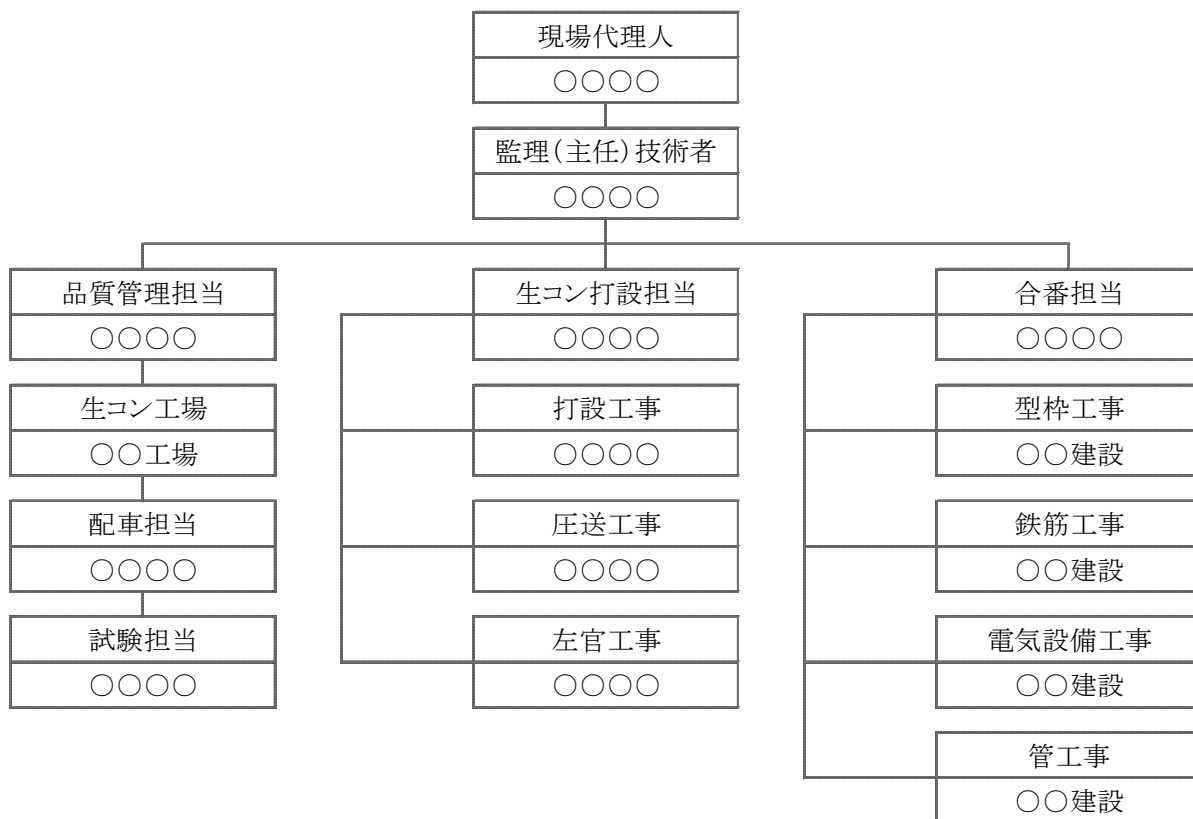 現場代理人
○○○○
監理(主任)技術者
○○○○
品質管理担当
○○○○
生コン工場
○○工場
配車担当
○○○○
試験担当
○○○○
生コン打設担当
○○○○
打設工事
○○○○
圧送工事
○○○○
左官工事
○○○○
合番担当
○○○○
型枠工事
○○建設
鉄筋工事
○○建設
電気設備工事
○○建設
管工事
○○建設